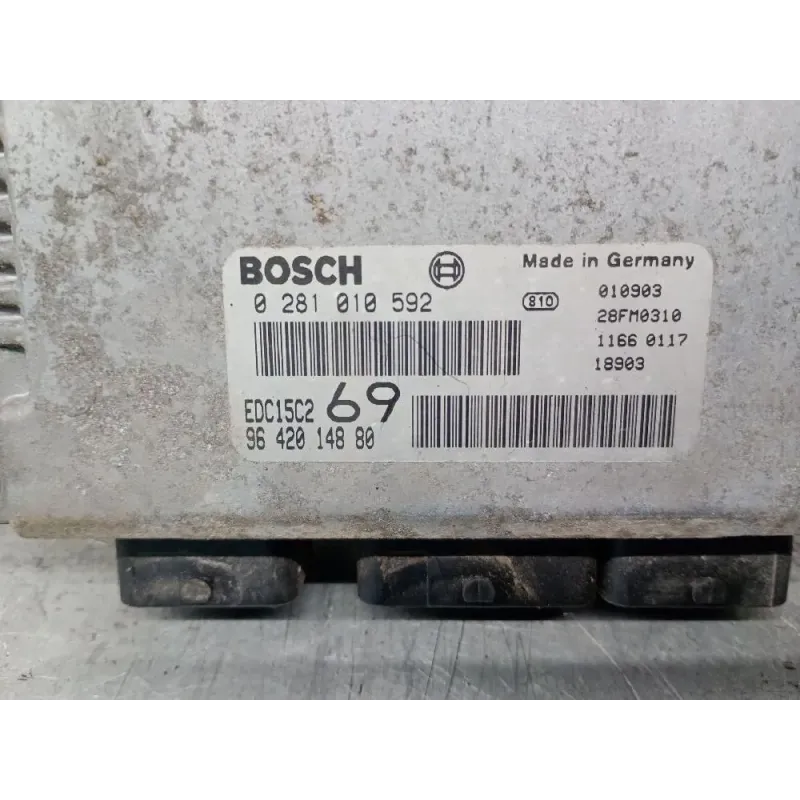 BOSCH
Made in Germany
0 281 010 592
810
010903
28FM0310
1166 0117
18903
EDC15C2 69
96 420 148 80